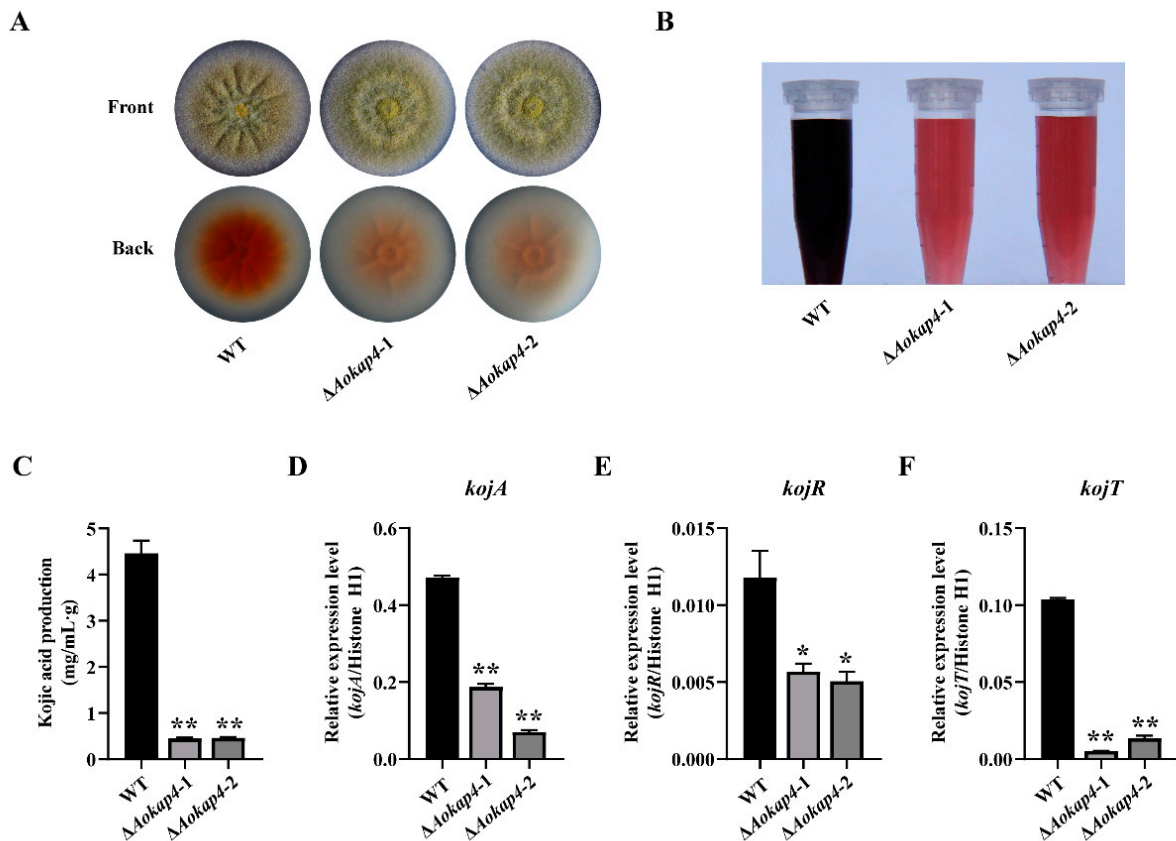 A
Front
Back
WT
ΔAokap4-1
ΔAokap4-2
B
WT
ΔAokap4-1
ΔAokap4-2
C
Kojic acid production
(mg/mL·g)
5
4
3
2
1
0
**
**
WT
ΔAokap4-1
ΔAokap4-2
D
kojA
Relative expression level
(kojA/Histone H1)
0.6
0.4
0.2
0.0
**
**
WT
ΔAokap4-1
ΔAokap4-2
E
kojR
Relative expression level
(kojR/Histone H1)
0.015
0.010
0.005
0.000
*
*
WT
ΔAokap4-1
ΔAokap4-2
F
kojT
Relative expression level
(kojT/Histone H1)
0.15
0.10
0.05
0.00
**
**
WT
ΔAokap4-1
ΔAokap4-2